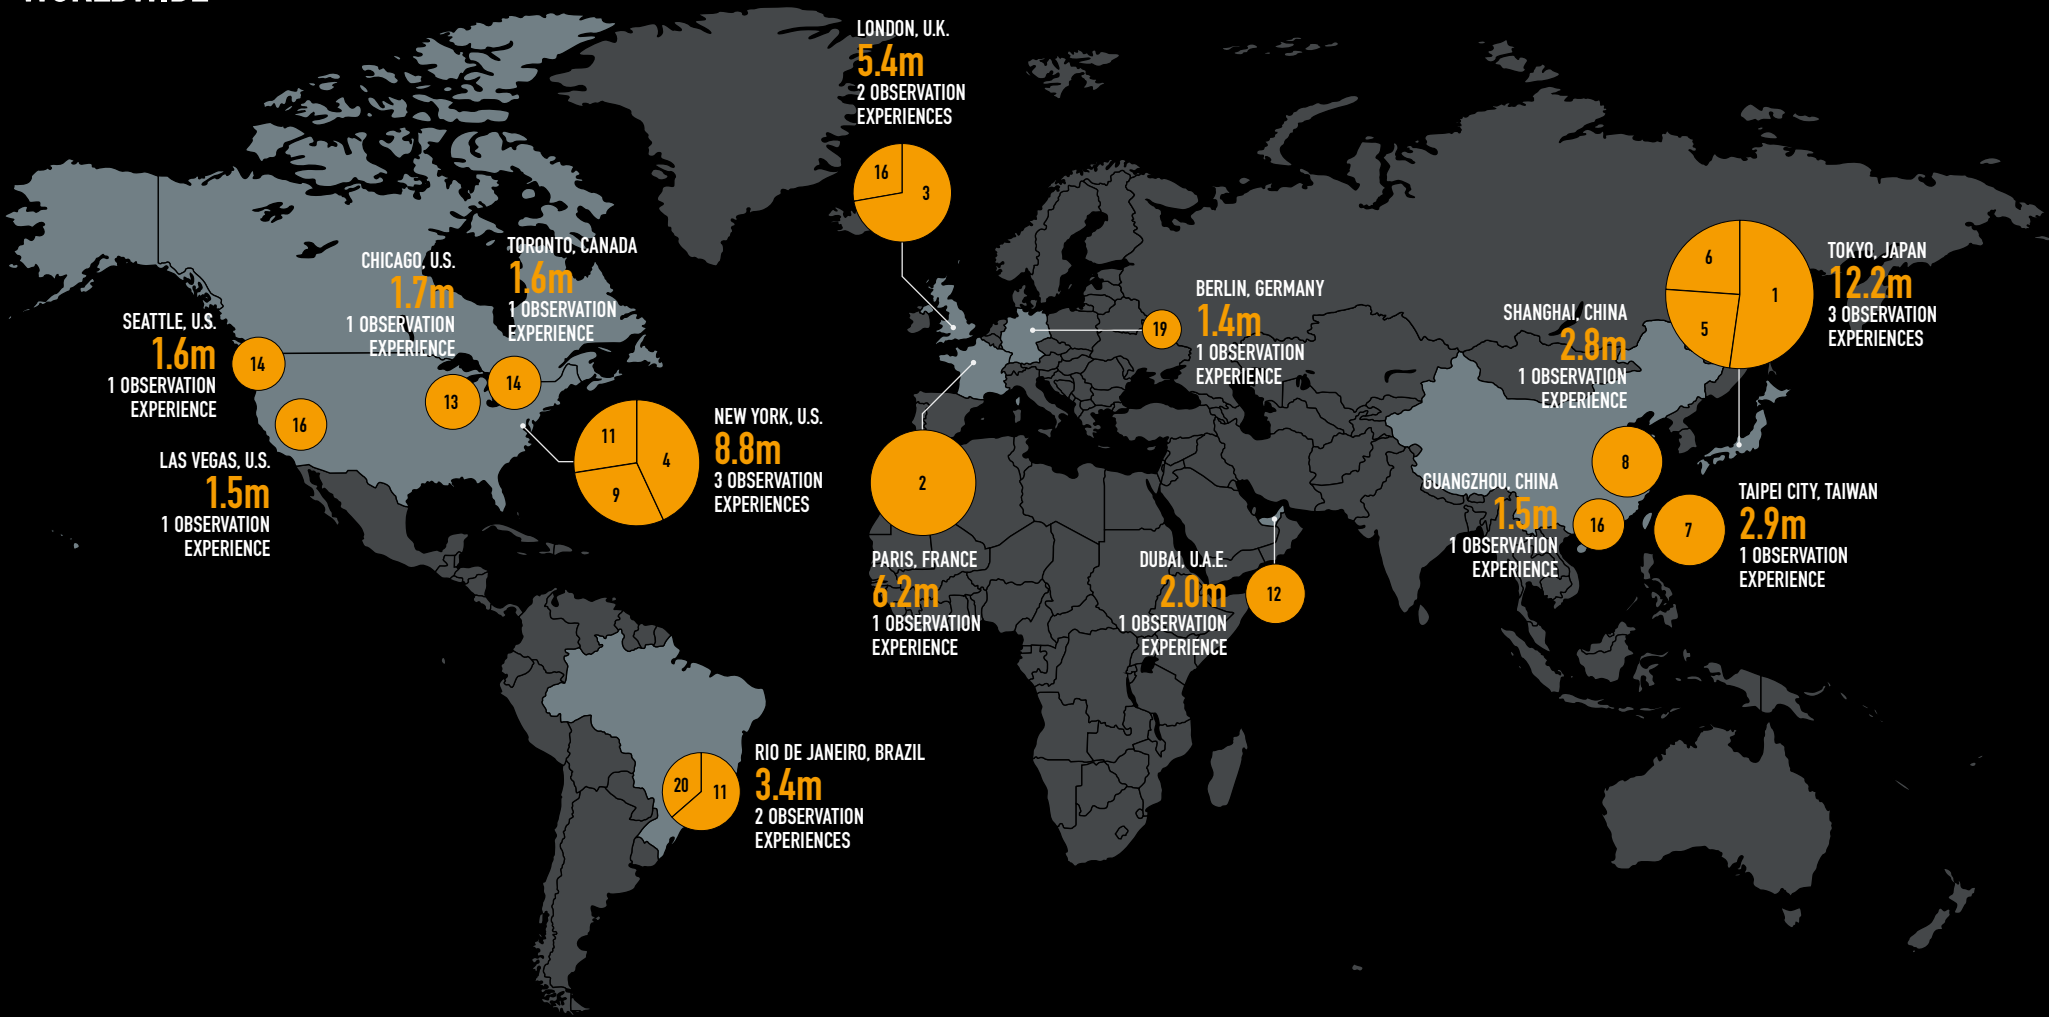 LONDON, U.K.
5.4m
2 OBSERVATION
EXPERIENCES
16
3
TORONTO, CANADA
1.6m
1 OBSERVATION
EXPERIENCE
14
CHICAGO, U.S.
1.7m
1 OBSERVATION
EXPERIENCE
13
SEATTLE, U.S.
1.6m
1 OBSERVATION
EXPERIENCE
14
16
LAS VEGAS, U.S.
1.5m
1 OBSERVATION
EXPERIENCE
11
4
9
NEW YORK, U.S.
8.8m
3 OBSERVATION
EXPERIENCES
BERLIN, GERMANY
1.4m
1 OBSERVATION
EXPERIENCE
19
6
1
5
TOKYO, JAPAN
12.2m
3 OBSERVATION
EXPERIENCES
SHANGHAI, CHINA
2.8m
1 OBSERVATION
EXPERIENCE
8
GUANGZHOU, CHINA
1.5m
1 OBSERVATION
EXPERIENCE
16
7
TAIPEI CITY, TAIWAN
2.9m
1 OBSERVATION
EXPERIENCE
2
PARIS, FRANCE
6.2m
1 OBSERVATION
EXPERIENCE
DUBAI, U.A.E.
2.0m
1 OBSERVATION
EXPERIENCE
12
20
11
RIO DE JANEIRO, BRAZIL
3.4m
2 OBSERVATION
EXPERIENCES